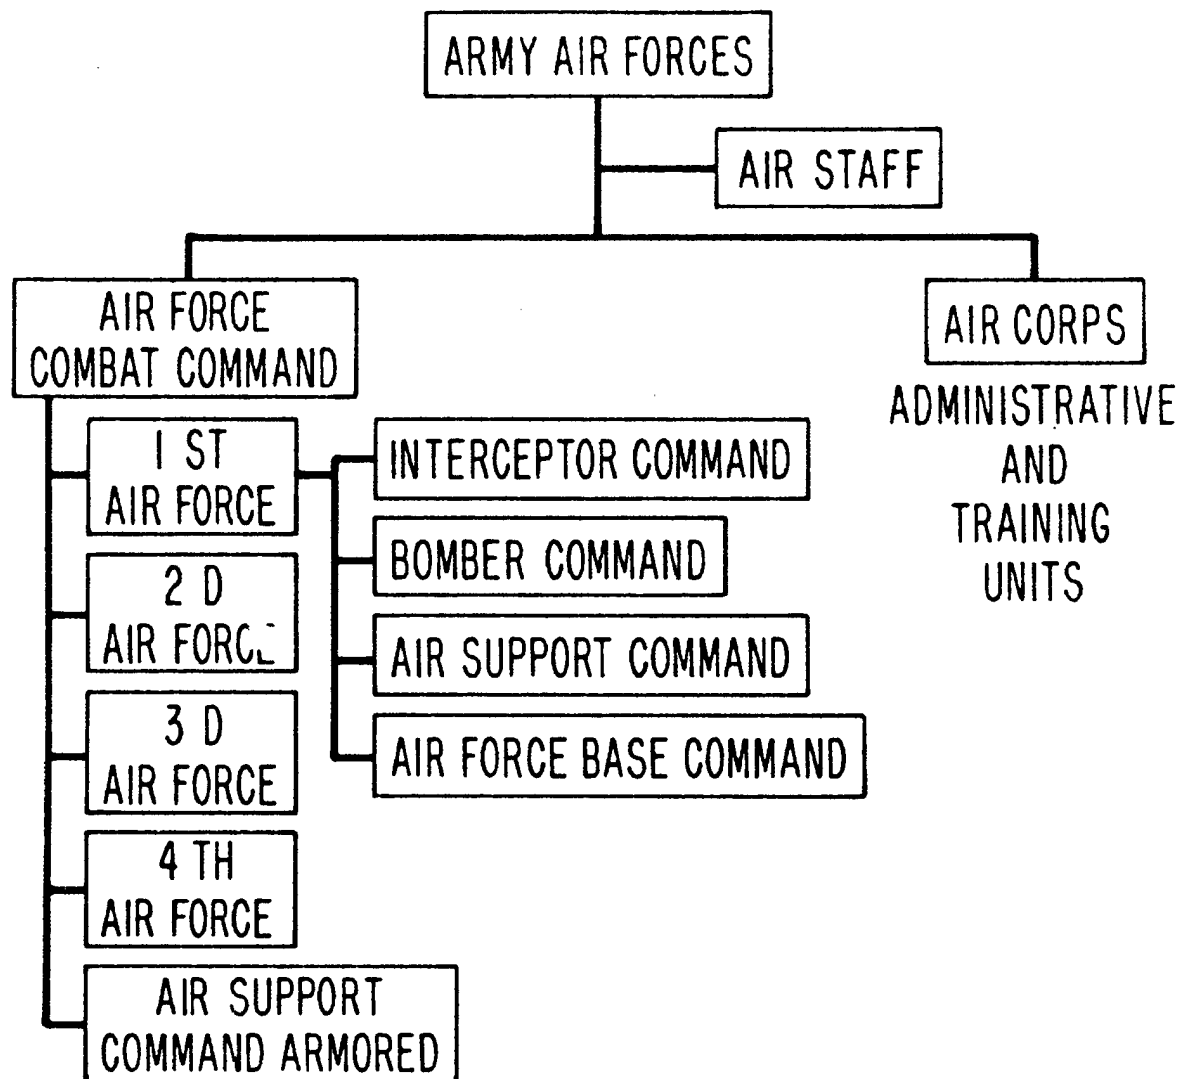 ARMY AIR FORCES
AIR STAFF
AIR FORCE
COMBAT COMMAND
AIR CORPS
ADMINISTRATIVE
AND
TRAINING
UNITS
1 ST
AIR FORCE
INTERCEPTOR COMMAND
BOMBER COMMAND
AIR SUPPORT COMMAND
AIR FORCE BASE COMMAND
2 D
AIR FORCE
3 D
AIR FORCE
4 TH
AIR FORCE
AIR SUPPORT
COMMAND ARMORED